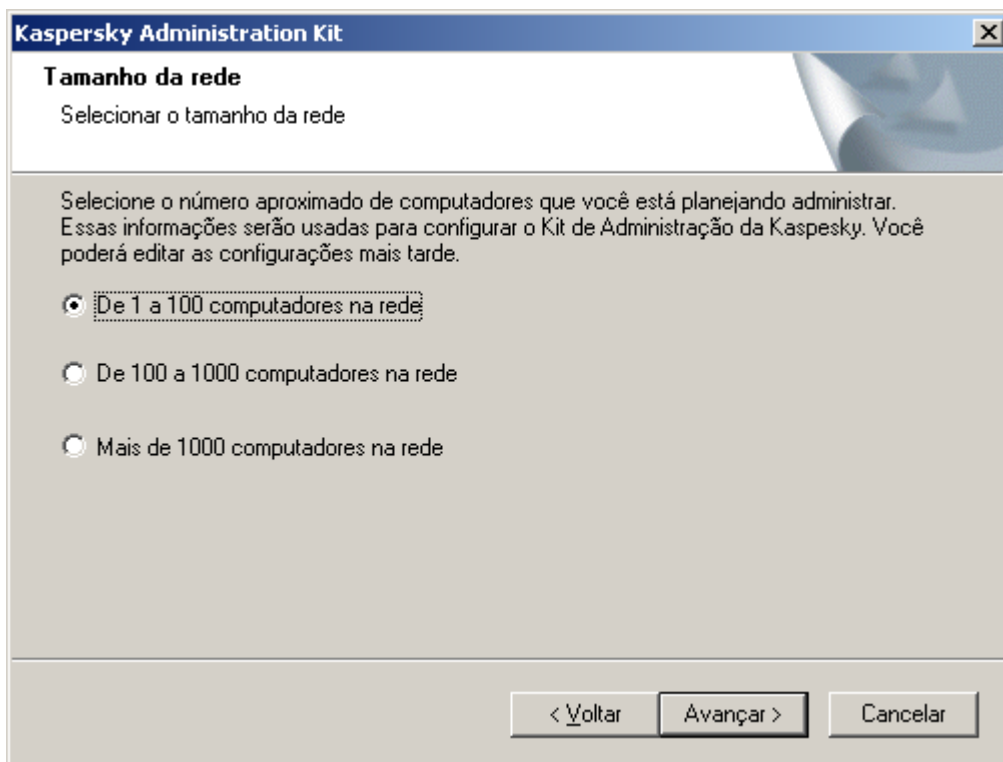 Kaspersky Administration Kit
Tamanho da rede
Selecionar o tamanho da rede
Selecione o número aproximado de computadores que você está planejando administrar.
Essas informações serão usadas para configurar o Kit de Administração da Kaspesky. Você
poderá editar as configurações mais tarde.
De 1 a 100 computadores na rede
De 100 a 1000 computadores na rede
Mais de 1000 computadores na rede
< Voltar
Avançar >
Cancelar